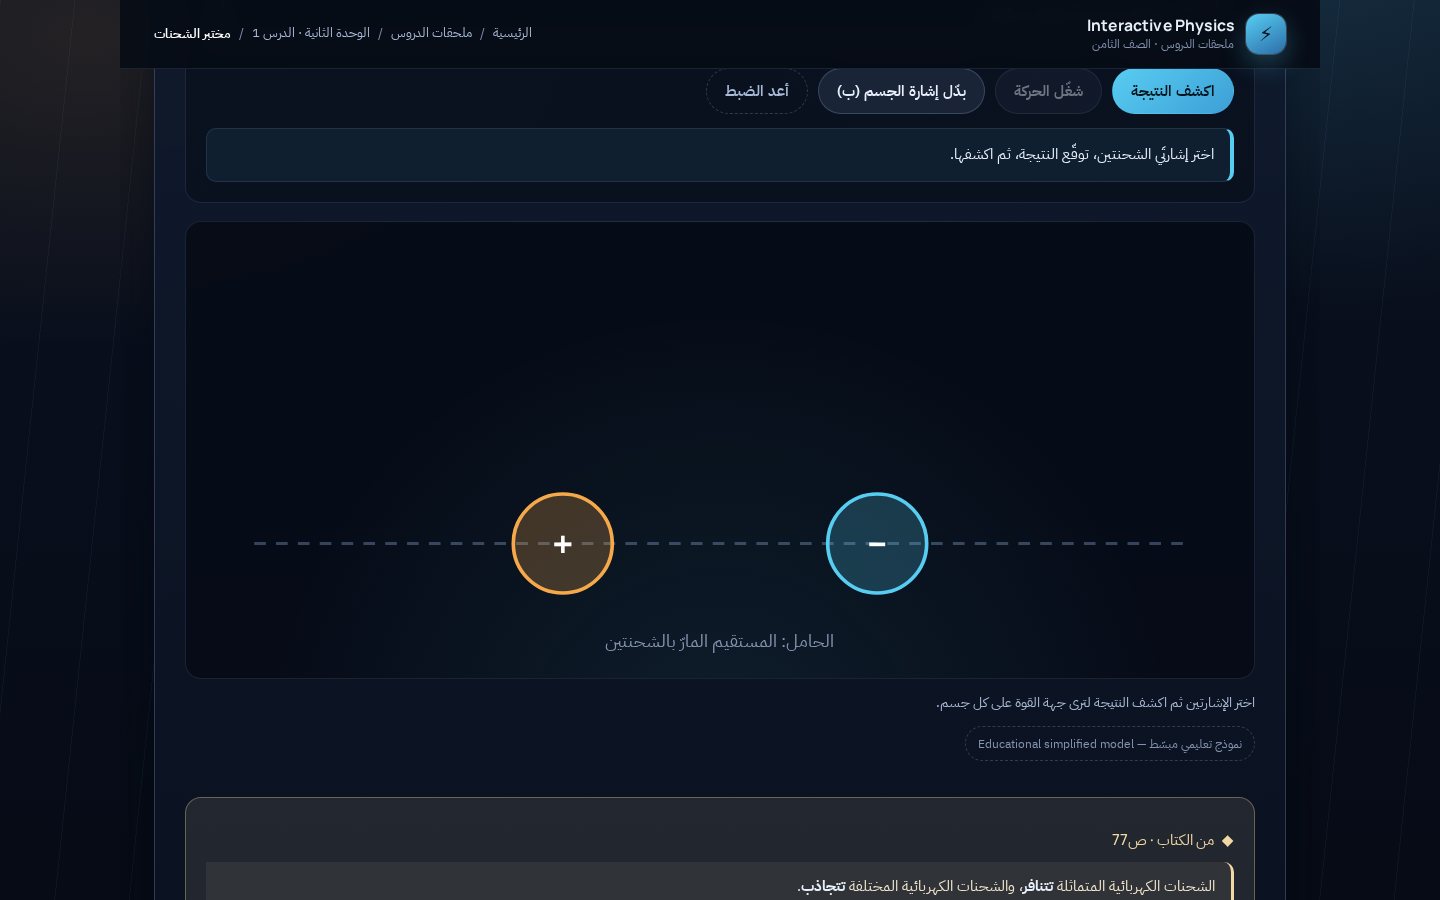 Interactive Physics
ملحقات الدروس · الصف الثامن
الرئيسية / ملحقات الدروس / الوحدة الثانية · الدرس 1 / مختبر الشحنات
اكشف النتيجة
شغّل الحركة
بدّل إشارة الجسم (ب)
أعد الضبط
اختر إشارتَي الشحنتين، توقّع النتيجة، ثم اكشفها.
+ −
الحامل: المستقيم المارّ بالشحنتين
اختر الإشارتين ثم اكشف النتيجة لترى جهة القوة على كل جسم.
نموذج تعليمي مبسّط — Educational simplified model
◆ من الكتاب · ص77
الشحنات الكهربائية المتماثلة تتنافر، والشحنات الكهربائية المختلفة تتجاذب.